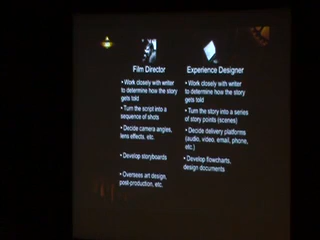 Film Director
• Work closely with writer
to determine how the story
gets told
• Turn the script into a
sequence of shots
• Decide camera angles,
lens effects, etc.
• Develop storyboards
• Oversees art design,
post-production, etc.
Experience Designer
• Work closely with writer
to determine how the story
gets told
• Turn the story into a series
of story points (scenes)
• Decide delivery platforms
(audio, video, email, phone,
etc.)
• Develop flowcharts,
design documents